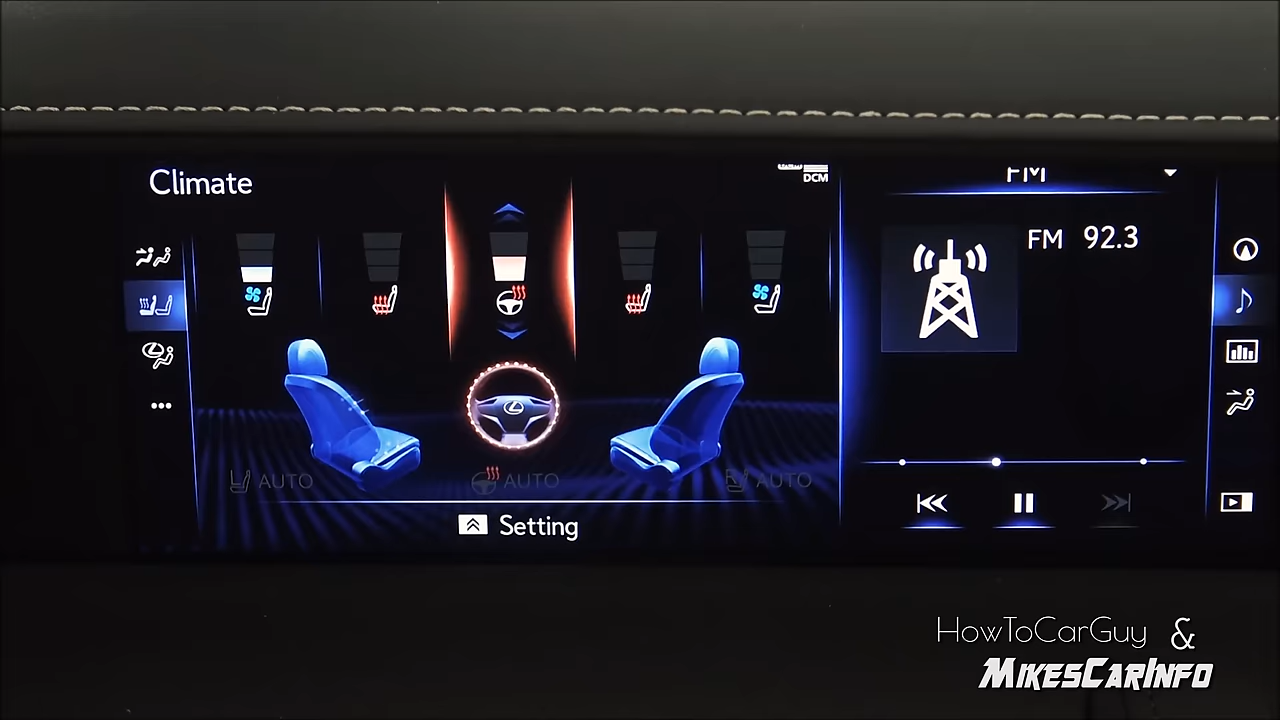 Climate
DCM
FM
FM 92.3
AUTO
AUTO
AUTO
Setting
HowToCarGuy &
MikesCarInfo